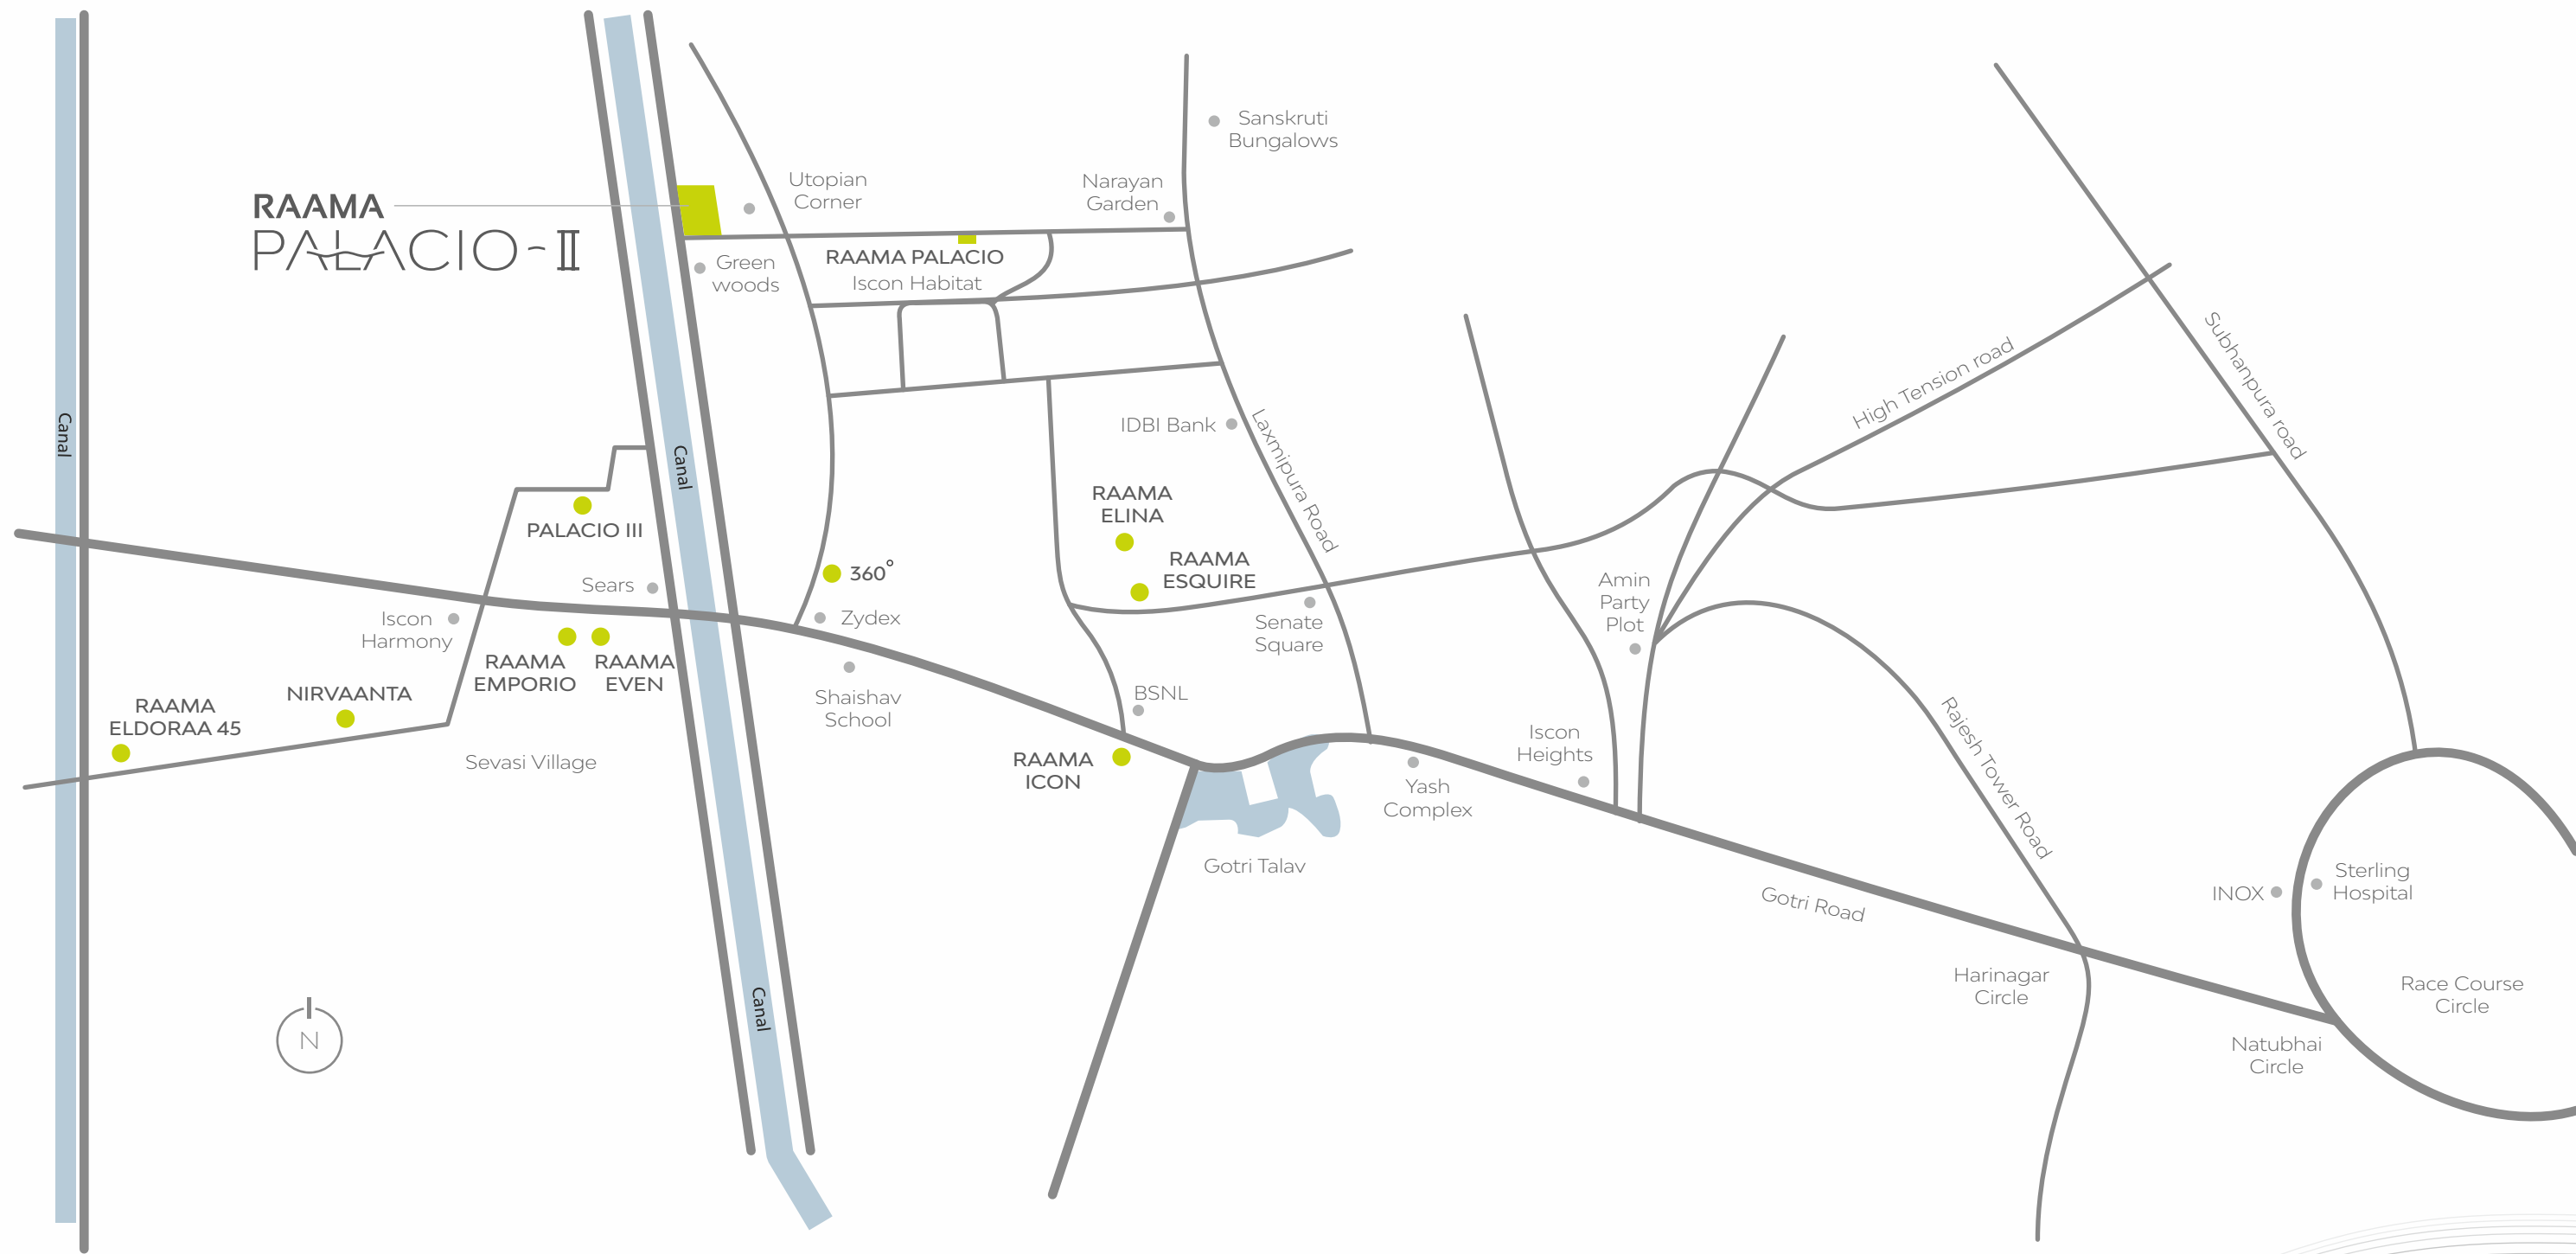 Sanskruti
Bungalows
Utopian
Corner
Narayan
Garden
RAAMA
PALACIO-II
Green
woods
RAAMA PALACIO
Iscon Habitat
High Tension road
Subhanpura road
Canal
Canal
IDBI Bank
Laxmipura Road
RAAMA
ELINA
PALACIO III
RAAMA
ESQUIRE
360°
Sears
Zydex
Iscon
Harmony
Senate
Square
Amin
Party
Plot
RAAMA
EMPORIO
RAAMA
EVEN
NIRVAANTA
RAAMA
ELDORAA 45
Shaishav
School
BSNL
Sevasi Village
RAAMA
ICON
Iscon
Heights
Yash
Complex
Rajesh Tower Road
Gotri Talav
Gotri Road
INOX
Sterling
Hospital
Harinagar
Circle
Race Course
Circle
Canal
N
Natubhai
Circle